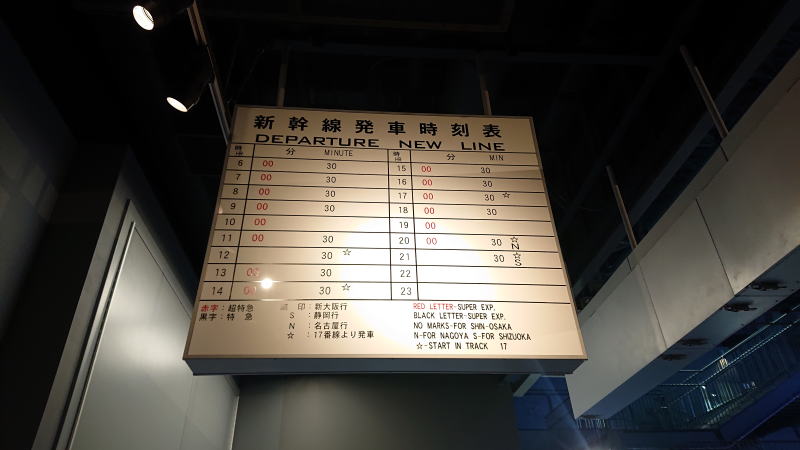 新幹線発車時刻表
DEPARTURE NEW LINE
時 分 MINUTE 時 分 MIN
6 00 30 15 00 30
7 00 30 16 00 30
8 00 30 17 00 30 ☆
9 00 30 18 00 30
10 00 19 00
11 00 30 20 00 30 ☆N
12 30 ☆ 21 30 ☆S
13 00 30 22
14 00 30 ☆ 23
赤字:超特急 無 印:新大阪行 RED LETTER-SUPER EXP.
黒字:特 急 S :静岡行 BLACK LETTER-SUPER EXP.
N :名古屋行 NO MARKS-FOR SHIN-OSAKA
☆ :17番線より発車 N-FOR NAGOYA S-FOR SHIZUOKA
☆-START IN TRACK 17